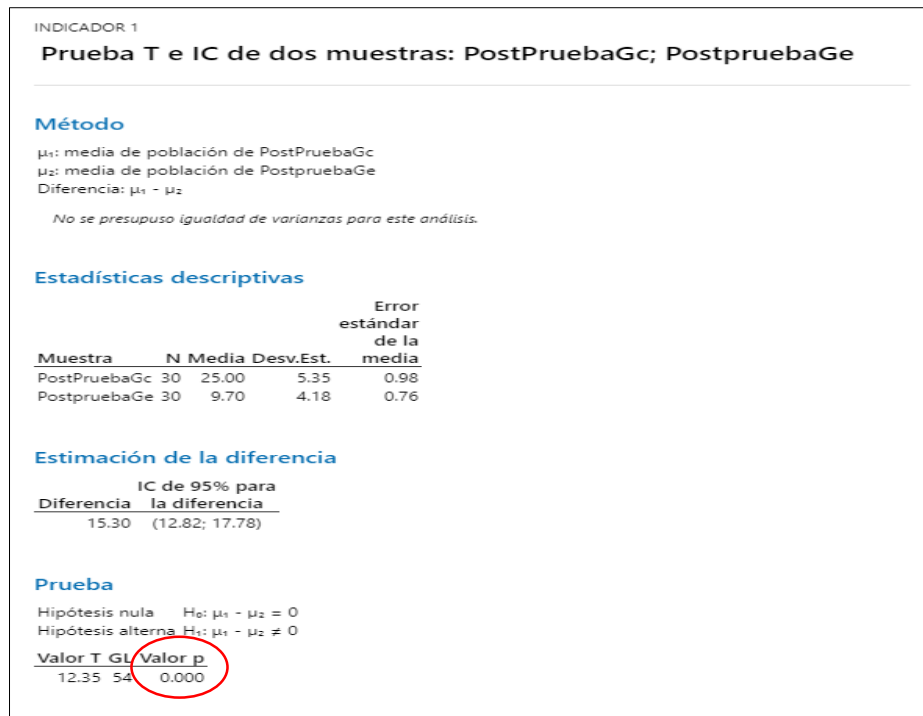 INDICADOR 1
Prueba T e IC de dos muestras: PostPruebaGc; PostpruebaGe
Método
μ₁: media de población de PostPruebaGc
μ₂: media de población de PostpruebaGe
Diferencia: μ₁ - μ₂
No se presupuso igualdad de varianzas para este análisis.
Estadísticas descriptivas
Error
estándar
de la
Muestra N Media Desv.Est. media
PostPruebaGc 30 25.00 5.35 0.98
PostpruebaGe 30 9.70 4.18 0.76
Estimación de la diferencia
IC de 95% para
Diferencia la diferencia
15.30 (12.82; 17.78)
Prueba
Hipótesis nula H₀: μ₁ - μ₂ = 0
Hipótesis alterna H₁: μ₁ - μ₂ ≠ 0
Valor T GL Valor p
12.35 54 0.000